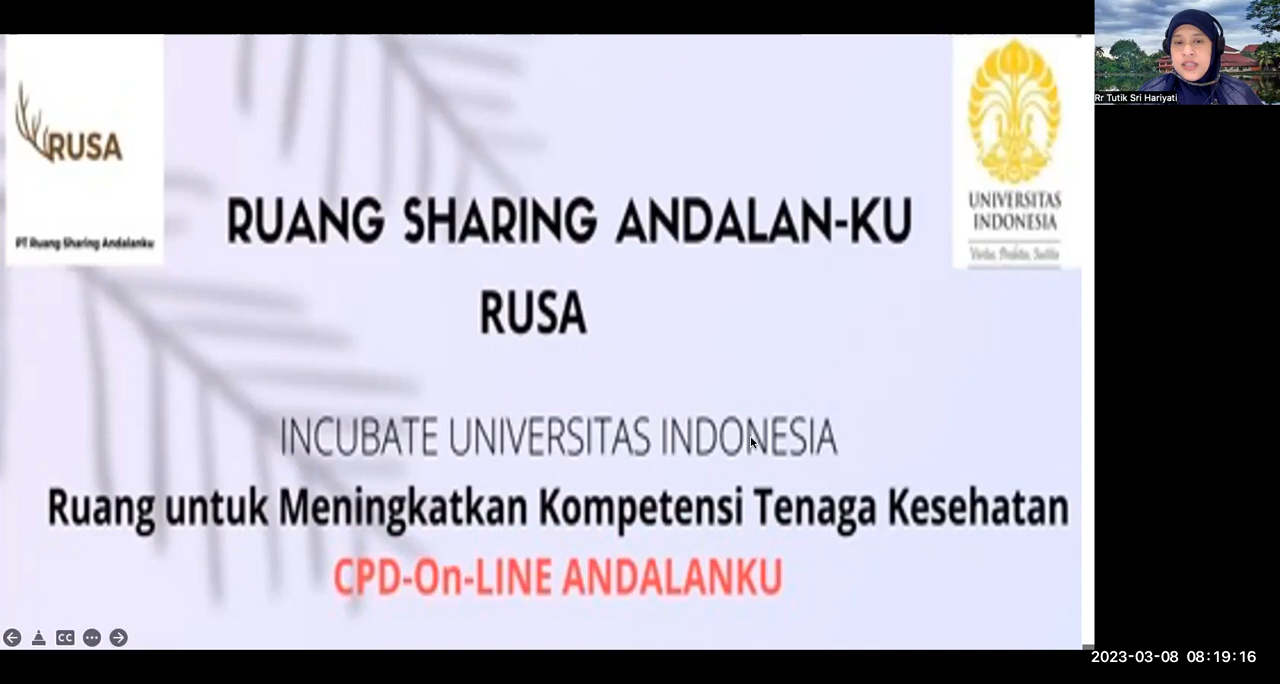 RUSA
PT Ruang Sharing Andalanku
RUANG SHARING ANDALAN-KU
RUSA
INCUBATE UNIVERSITAS INDONESIA
Ruang untuk Meningkatkan Kompetensi Tenaga Kesehatan
CPD-On-LINE ANDALANKU
UNIVERSITAS
INDONESIA
Veritas, Probitas, Iustitia
Rr Tutik Sri Hariyati
CC
2023-03-08 08:19:16